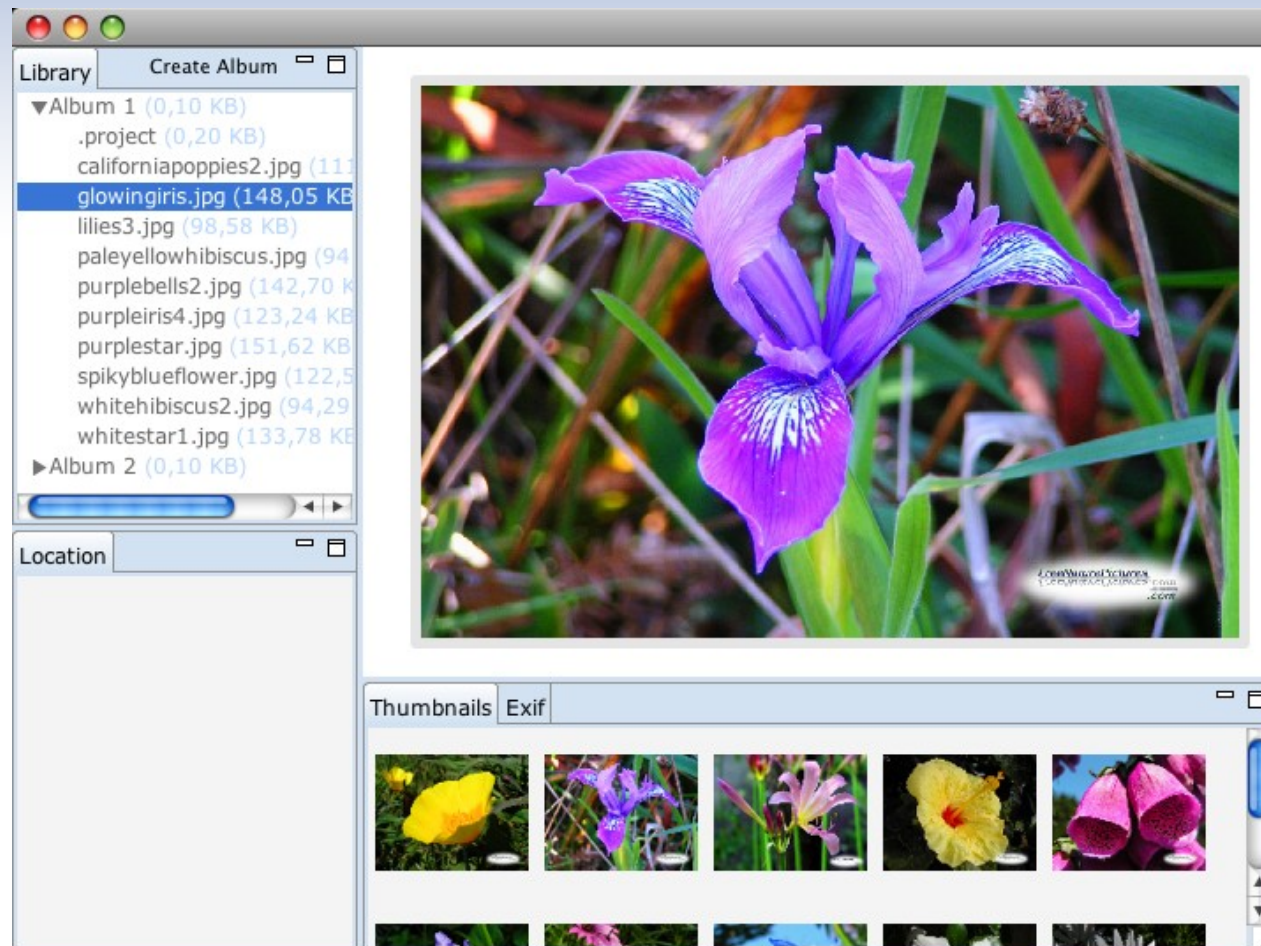 Library
Create Album
Album 1 (0,10 KB)
.project (0,20 KB)
californiapoppies2.jpg (111
glowingiris.jpg (148,05 KB
lilies3.jpg (98,58 KB)
paleyellowhibiscus.jpg (94
purplebells2.jpg (142,70 K
purpleiris4.jpg (123,24 KB
purplestar.jpg (151,62 KB
spikyblueflower.jpg (122,5
whitehibiscus2.jpg (94,29
whitestar1.jpg (133,78 KB
Album 2 (0,10 KB)
Location
.com
Thumbnails
Exif